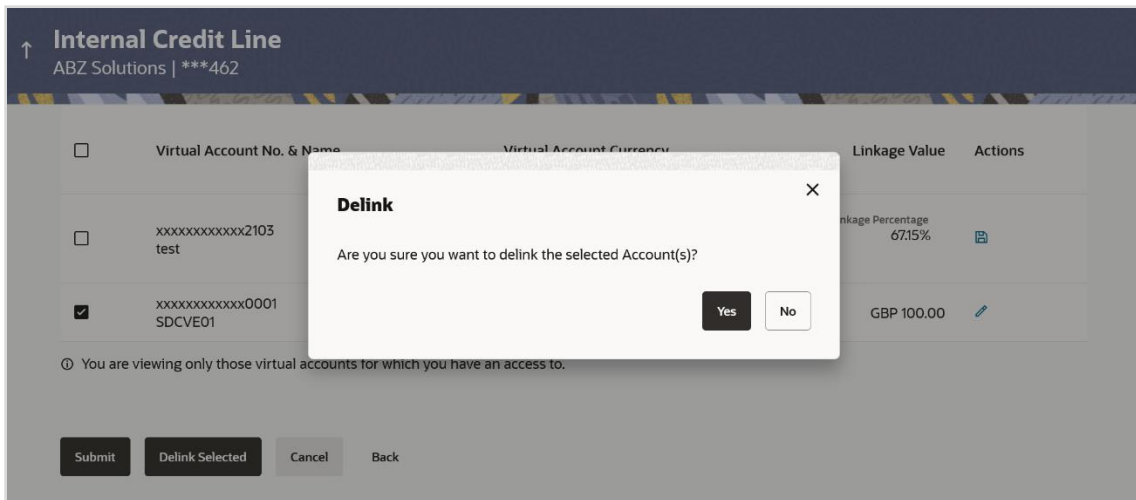 Internal Credit Line
ABZ Solutions | ***462
Virtual Account No. & Name
Virtual Account Currency
Linkage Value
Actions
Delink
Are you sure you want to delink the selected Account(s)?
Yes
No
xxxxxxxxxxxx2103
test
Percentage
67.15%
xxxxxxxxxxxx0001
SDCVE01
GBP 100.00
You are viewing only those virtual accounts for which you have an access to.
Submit
Delink Selected
Cancel
Back